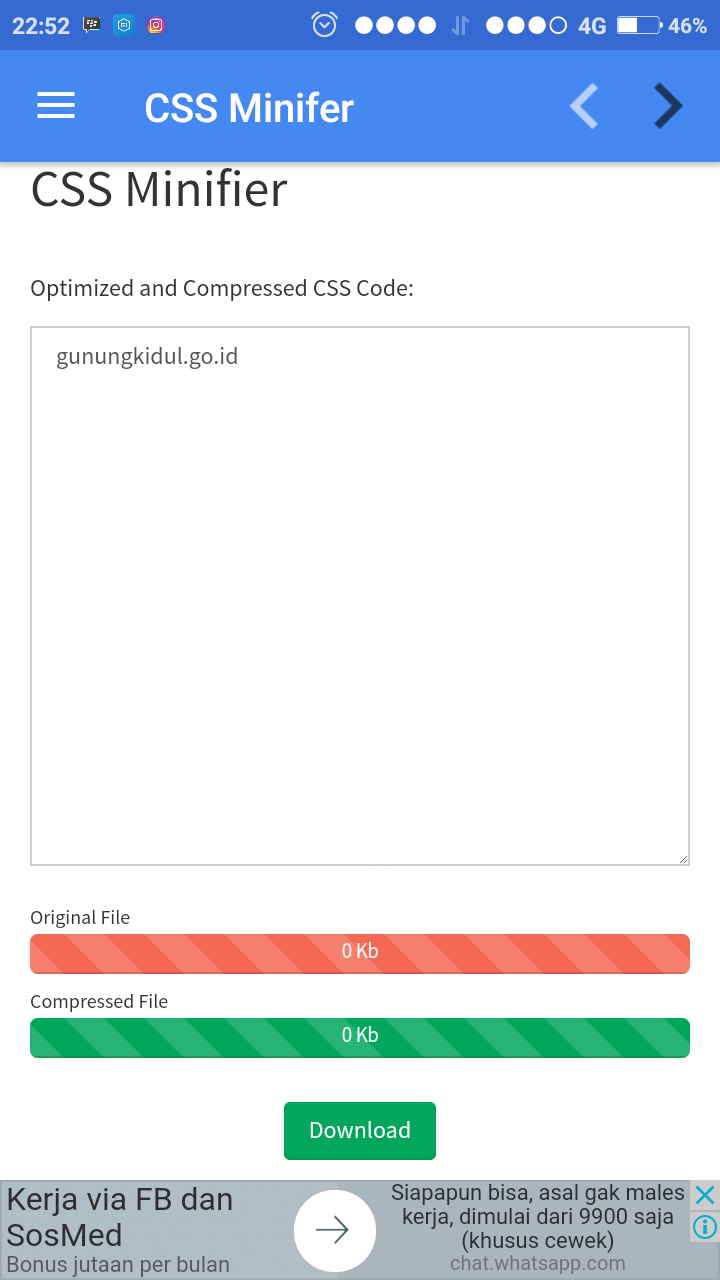 22:52
4G
46%
CSS Minifer
CSS Minifier
Optimized and Compressed CSS Code:
gunungkidul.go.id
Original File
0 Kb
Compressed File
0 Kb
Download
Kerja via FB dan
SosMed
Bonus jutaan per bulan
Siapapun bisa, asal gak males
kerja, dimulai dari 9900 saja
(khusus cewek)
chat.whatsapp.com